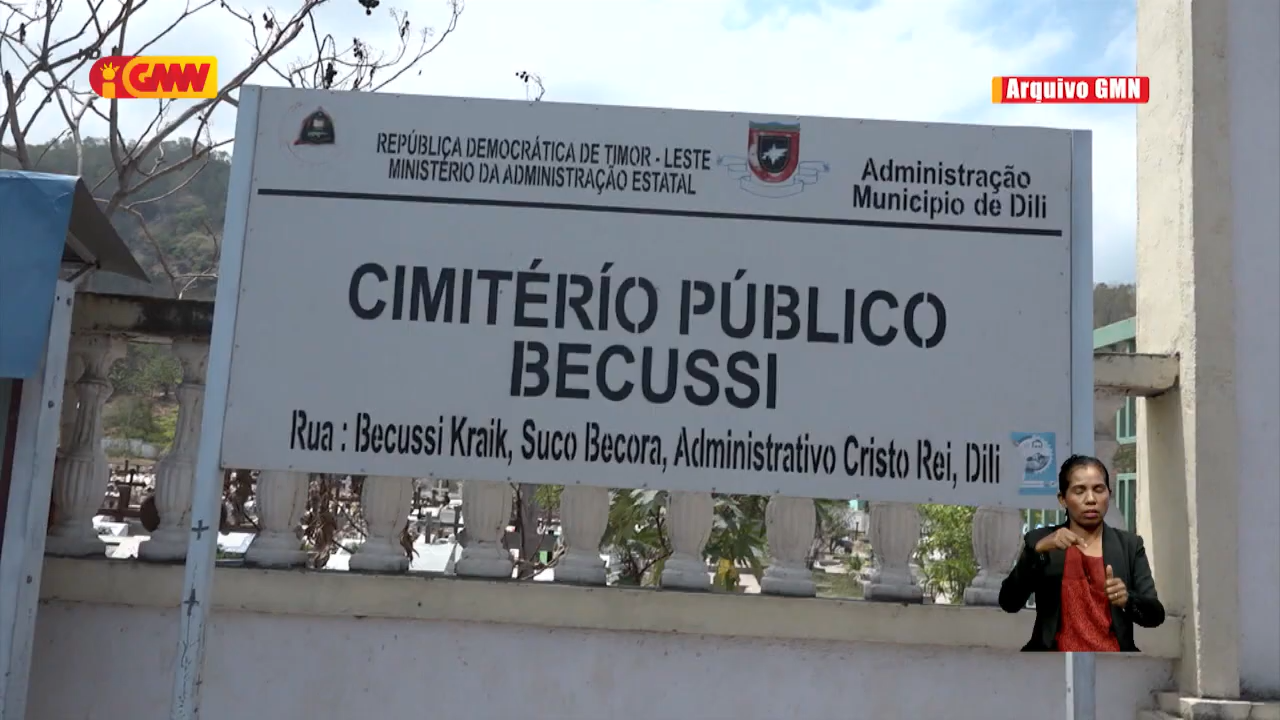 GMN
Arquivo GMN
REPÚBLIÇA DEMOCRÁTICA DE TIMOR - LESTE
MINISTÉRIO DA ADMINISTRAÇÃO ESTATAL
Administração
Municipio de Dili
CIMITÉRÍO PÚBLICO
BECUSSI
Rua : Becussi Kraik, Suco Becora, Administrativo Cristo Rei, Dili